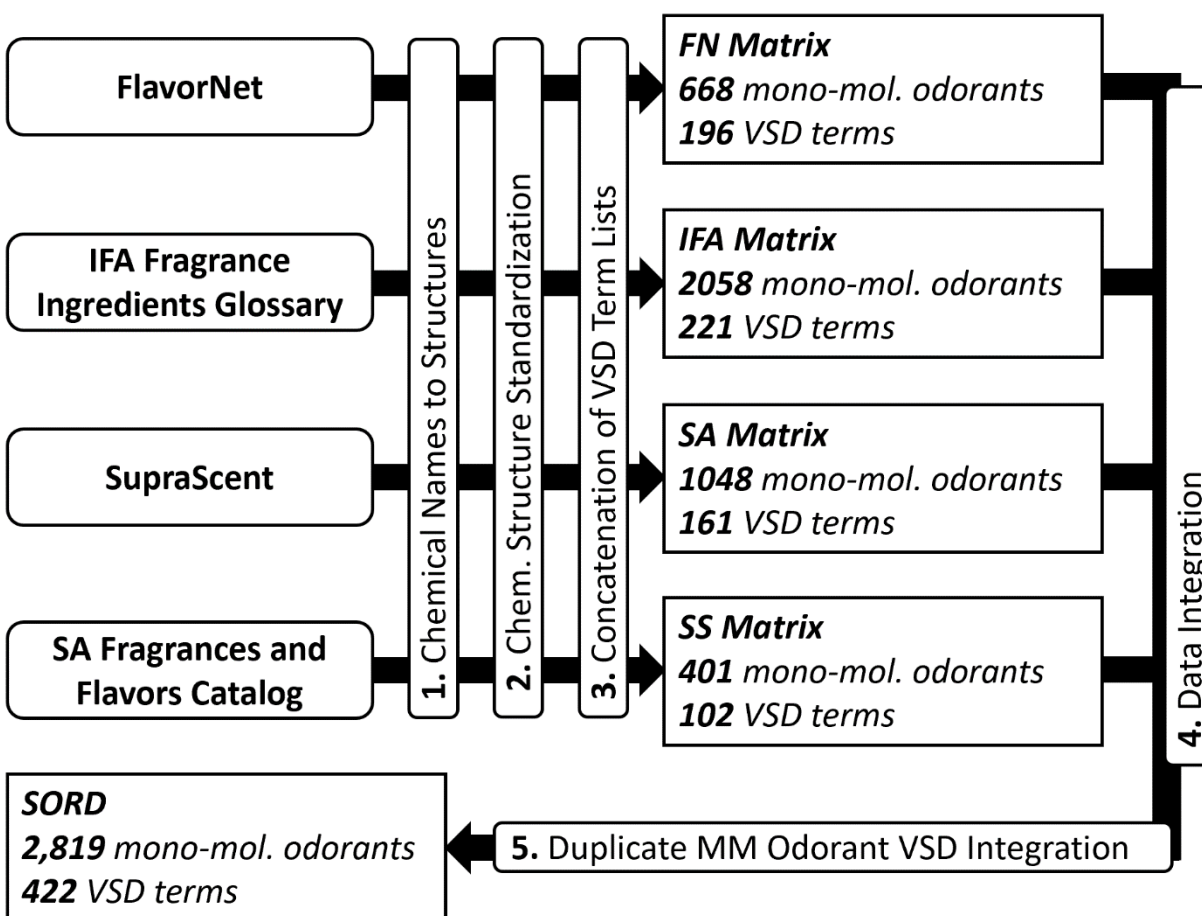 FlavorNet
IFA Fragrance
Ingredients Glossary
SupraScent
SA Fragrances and
Flavors Catalog
1. Chemical Names to Structures
2. Chem. Structure Standardization
3. Concatenation of VSD Term Lists
FN Matrix
668 mono-mol. odorants
196 VSD terms
IFA Matrix
2058 mono-mol. odorants
221 VSD terms
SA Matrix
1048 mono-mol. odorants
161 VSD terms
SS Matrix
401 mono-mol. odorants
102 VSD terms
4. Data Integration
5. Duplicate MM Odorant VSD Integration
SORD
2,819 mono-mol. odorants
422 VSD terms